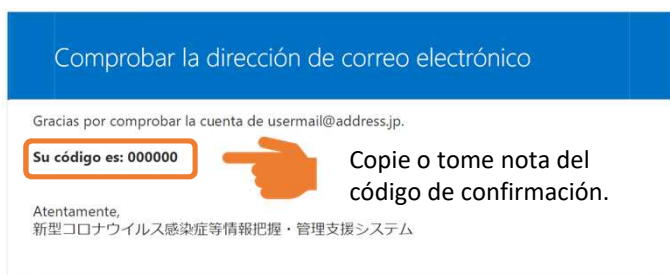 Comprobar la dirección de correo electrónico
Gracias por comprobar la cuenta de usermail@address.jp.
Su código es: 000000
Copie o tome nota del
código de confirmación.
Atentamente,
新型コロナウイルス感染症等情報把握・管理支援システム